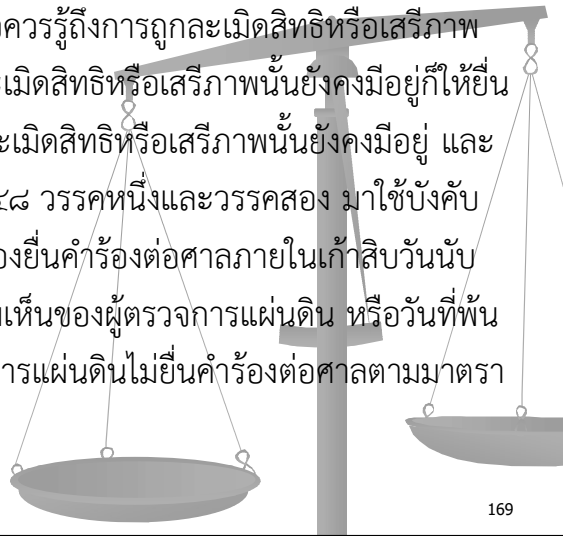 ควรรู้ถึงการถูกละเมิดสิทธิหรือเสรีภาพ
ะเมิดสิทธิหรือเสรีภาพนั้นยังคงมีอยู่ก็ให้ยื่น
ะเมิดสิทธิหรือเสรีภาพนั้นยังคงมีอยู่ และ
๔๘ วรรคหนึ่งและวรรคสอง มาใช้บังคับ
องยื่นคำร้องต่อศาลภายในเก้าสิบวันนับ
มเห็นของผู้ตรวจการแผ่นดิน หรือวันที่พ้น
การแผ่นดินไม่ยื่นคำร้องต่อศาลตามมาตรา
169